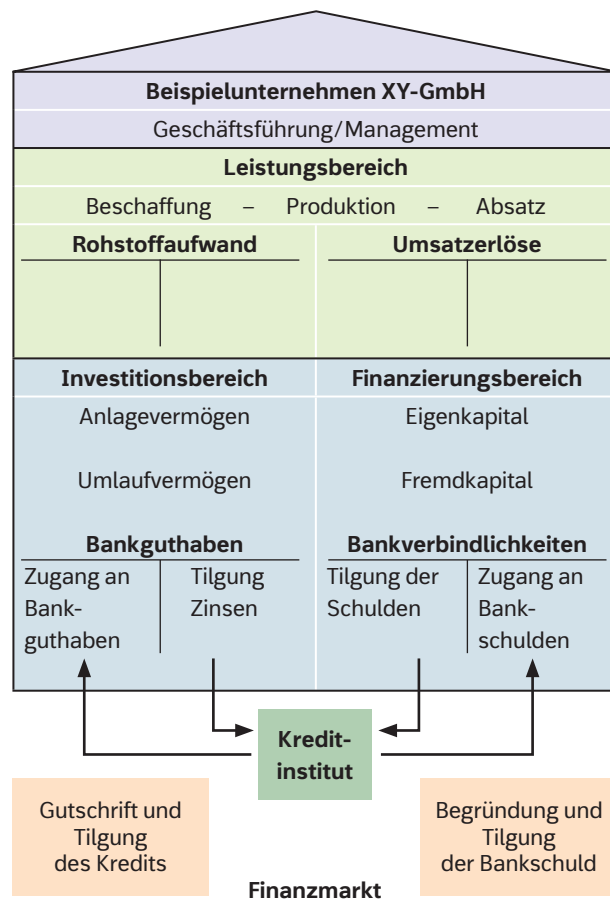 Beispielunternehmen XY-GmbH
Geschäftsführung/Management
Leistungsbereich
Beschaffung – Produktion – Absatz
Rohstoffaufwand
Umsatzerlöse
Investitionsbereich
Finanzierungsbereich
Anlagevermögen
Eigenkapital
Umlaufvermögen
Fremdkapital
Bankguthaben
Bankverbindlichkeiten
Zugang an
Bank-
guthaben
Tilgung
Zinsen
Tilgung der
Schulden
Zugang an
Bank-
schulden
Kredit-
institut
Gutschrift und
Tilgung
des Kredits
Begründung und
Tilgung
der Bankschuld
Finanzmarkt